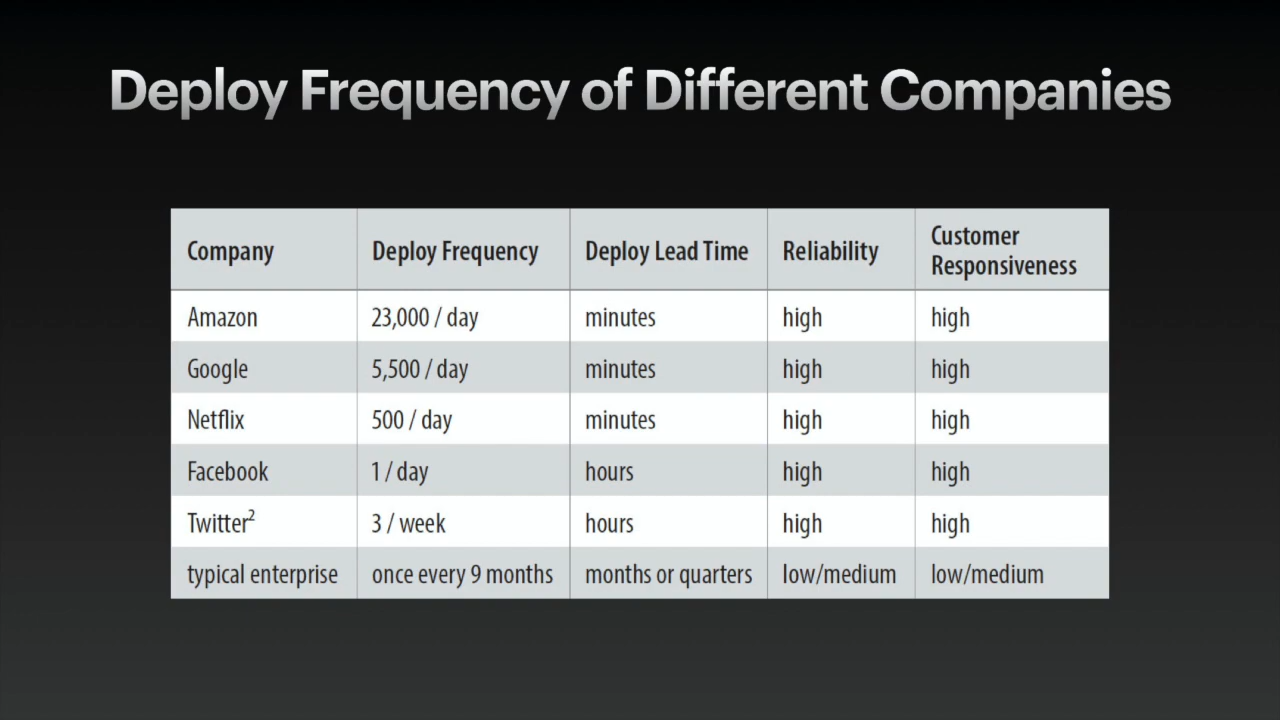 Deploy Frequency of Different Companies
Company Deploy Frequency Deploy Lead Time Reliability Customer Responsiveness
Amazon 23,000 / day minutes high high
Google 5,500 / day minutes high high
Netflix 500 / day minutes high high
Facebook 1 / day hours high high
Twitter² 3 / week hours high high
typical enterprise once every 9 months months or quarters low/medium low/medium